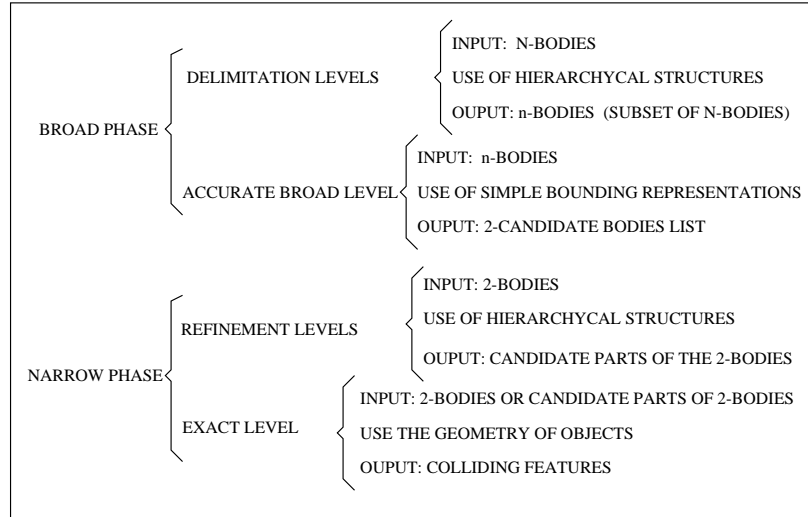 INPUT: N-BODIES
DELIMITATION LEVELS
USE OF HIERARCHYCAL STRUCTURES
OUPUT: n-BODIES (SUBSET OF N-BODIES)
BROAD PHASE
INPUT: n-BODIES
ACCURATE BROAD LEVEL
USE OF SIMPLE BOUNDING REPRESENTATIONS
OUPUT: 2-CANDIDATE BODIES LIST
INPUT: 2-BODIES
REFINEMENT LEVELS
USE OF HIERARCHYCAL STRUCTURES
OUPUT: CANDIDATE PARTS OF THE 2-BODIES
NARROW PHASE
INPUT: 2-BODIES OR CANDIDATE PARTS OF 2-BODIES
EXACT LEVEL
USE THE GEOMETRY OF OBJECTS
OUPUT: COLLIDING FEATURES